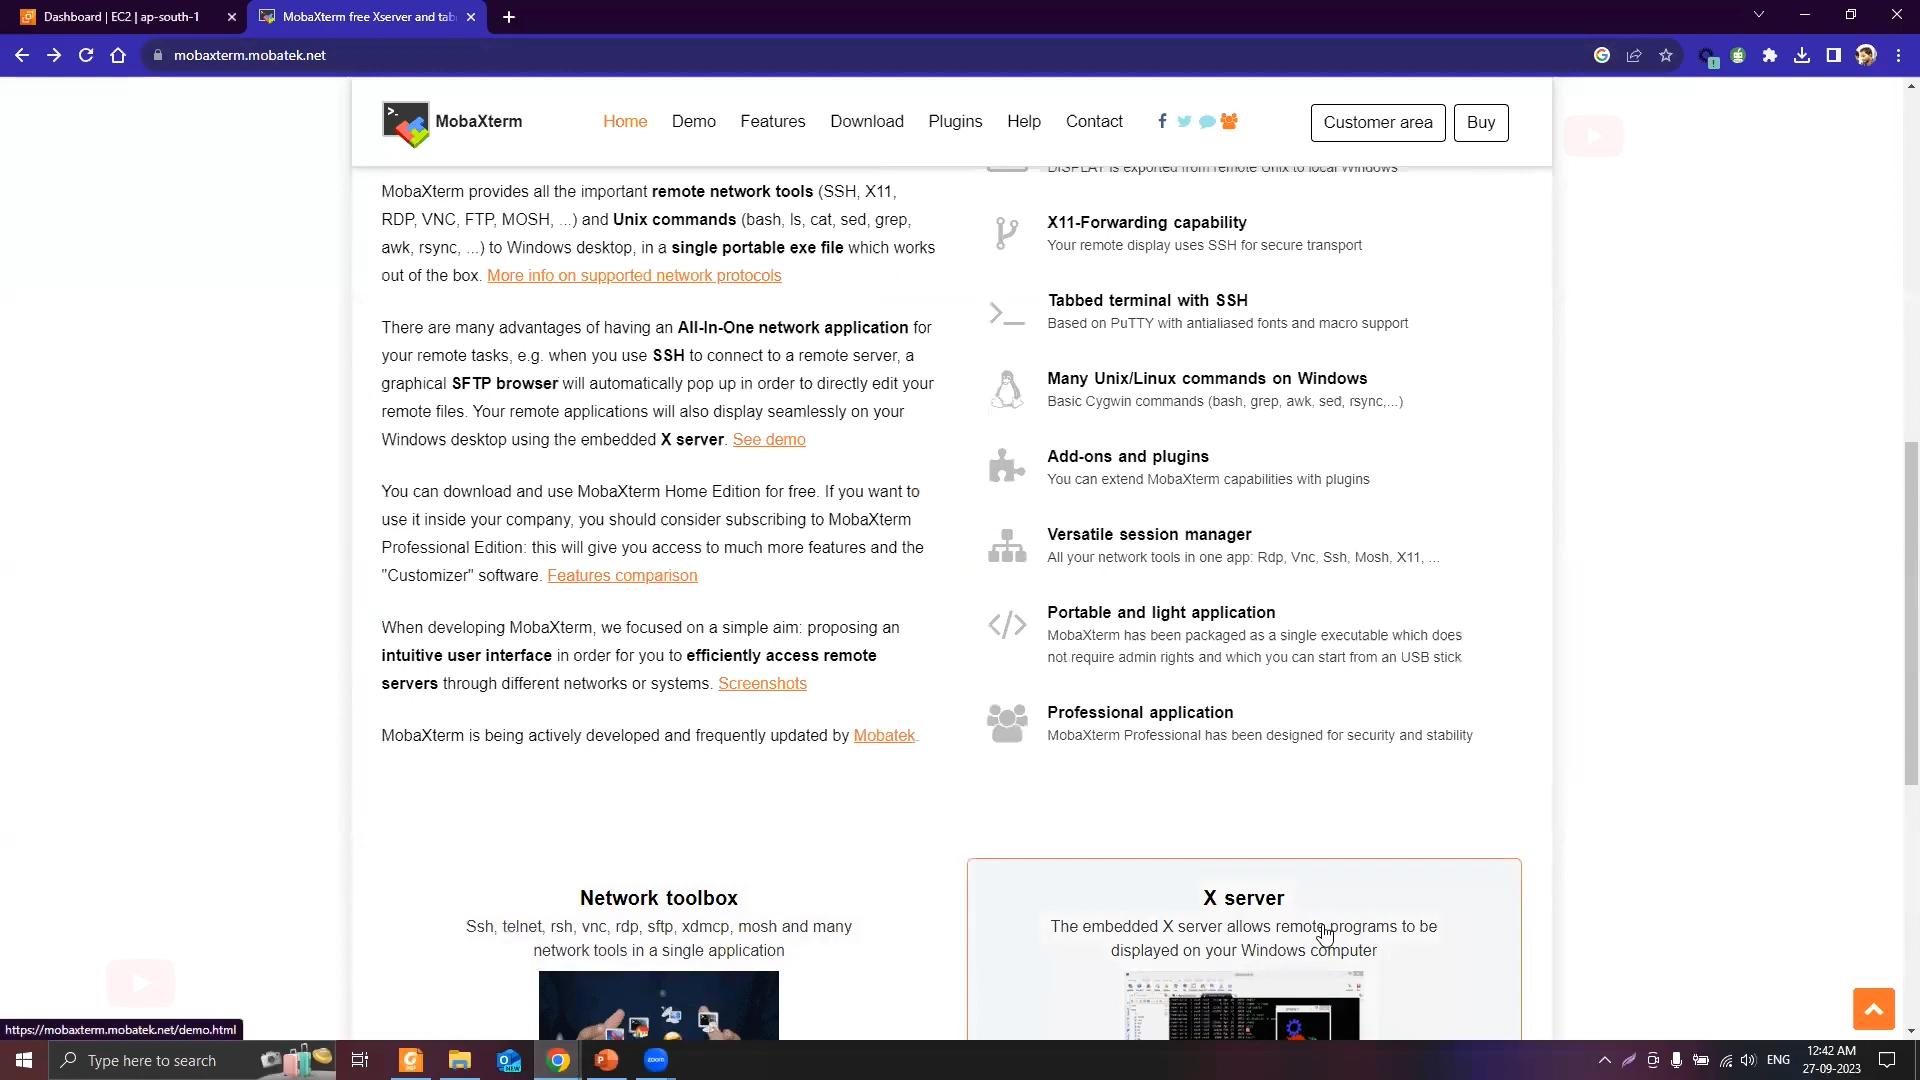 Dashboard | EC2 | ap-south-1
MobaXterm free Xserver and tab
mobaxterm.mobatek.net
MobaXterm
Home
Demo
Features
Download
Plugins
Help
Contact
Customer area
Buy
DISPLAY is exported from remote Unix to local Windows
MobaXterm provides all the important remote network tools (SSH, X11,
RDP, VNC, FTP, MOSH, ...) and Unix commands (bash, ls, cat, sed, grep,
awk, rsync, ...) to Windows desktop, in a single portable exe file which works
out of the box. More info on supported network protocols
There are many advantages of having an All-In-One network application for
your remote tasks, e.g. when you use SSH to connect to a remote server, a
graphical SFTP browser will automatically pop up in order to directly edit your
remote files. Your remote applications will also display seamlessly on your
Windows desktop using the embedded X server. See demo
You can download and use MobaXterm Home Edition for free. If you want to
use it inside your company, you should consider subscribing to MobaXterm
Professional Edition: this will give you access to much more features and the
"Customizer" software. Features comparison
When developing MobaXterm, we focused on a simple aim: proposing an
intuitive user interface in order for you to efficiently access remote
servers through different networks or systems. Screenshots
MobaXterm is being actively developed and frequently updated by Mobatek.
X11-Forwarding capability
Your remote display uses SSH for secure transport
Tabbed terminal with SSH
Based on PuTTY with antialiased fonts and macro support
Many Unix/Linux commands on Windows
Basic Cygwin commands (bash, grep, awk, sed, rsync,...)
Add-ons and plugins
You can extend MobaXterm capabilities with plugins
Versatile session manager
All your network tools in one app: Rdp, Vnc, Ssh, Mosh, X11, ...
Portable and light application
MobaXterm has been packaged as a single executable which does
not require admin rights and which you can start from an USB stick
Professional application
MobaXterm Professional has been designed for security and stability
Network toolbox
Ssh, telnet, rsh, vnc, rdp, sftp, xdmcp, mosh and many
network tools in a single application
X server
The embedded X server allows remote programs to be
displayed on your Windows computer
https://mobaxterm.mobatek.net/demo.html
Type here to search
NEW
zoom
ENG
12:42 AM
27-09-2023